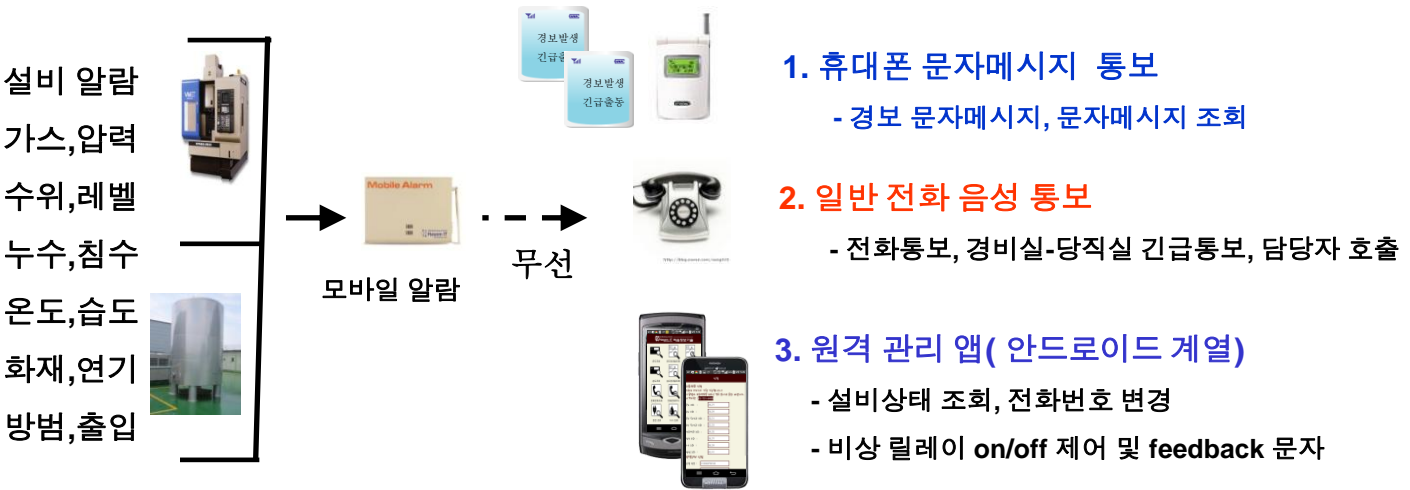 설비 알람
가스,압력
수위,레벨
누수,침수
온도,습도
화재,연기
방범,출입
Mobile Alarm
모바일 알람
무선
경보발생
긴급출동
경보발생
긴급출동
1. 휴대폰 문자메시지 통보
- 경보 문자메시지, 문자메시지 조회
2. 일반 전화 음성 통보
- 전화통보, 경비실-당직실 긴급통보, 담당자 호출
3. 원격 관리 앱( 안드로이드 계열)
- 설비상태 조회, 전화번호 변경
- 비상 릴레이 on/off 제어 및 feedback 문자